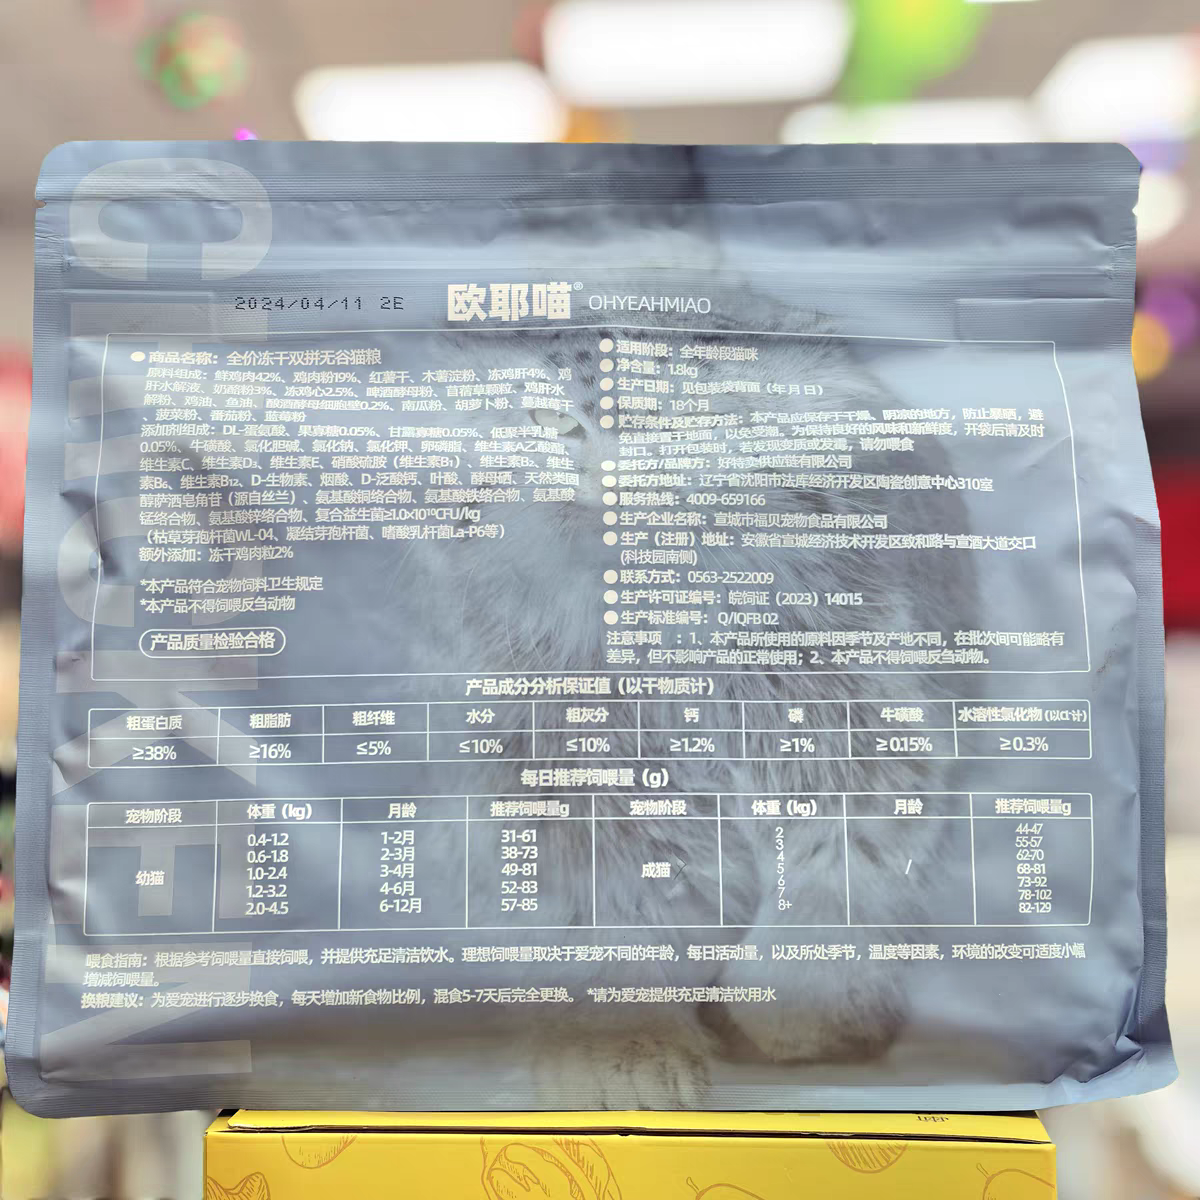 CHICKEN
2024/04/11 2E
欧耶喵® OHYEAHMIAO
●商品名称：全价冻干双拼无谷猫粮
原料组成：鲜鸡肉42%、鸡肉粉19%、红薯干、木薯淀粉、冻鸡肝4%、鸡
肝水解液、奶酪粉3%、冻鸡心2.5%、啤酒酵母粉、苜蓿草颗粒、鸡肝水
解粉、鸡油、鱼油、酿酒酵母细胞壁0.2%、南瓜粉、胡萝卜粉、蔓越莓干
、菠菜粉、番茄粉、蓝莓粉
添加剂组成：DL-蛋氨酸、果寡糖0.05%、甘露寡糖0.05%、低聚半乳糖
0.05%、牛磺酸、氯化胆碱、氯化钠、氯化钾、卵磷脂、维生素A乙酸酯、
维生素C、维生素D₃、维生素E、硝酸硫胺（维生素B₁）、维生素B₂、维生
素B₆、维生素B₁₂、D-生物素、烟酸、D-泛酸钙、叶酸、酵母硒、天然类固
醇萨洒皂角苷（源自丝兰）、氨基酸铜络合物、氨基酸铁络合物、氨基酸
锰络合物、氨基酸锌络合物、复合益生菌≥1.0×10¹⁰CFU/kg
（枯草芽孢杆菌WL-04、凝结芽孢杆菌、嗜酸乳杆菌La-P6等）
额外添加：冻干鸡肉粒2%
*本产品符合宠物饲料卫生规定
*本产品不得饲喂反刍动物
产品质量检验合格
●适用阶段：全年龄段猫咪
●净含量：1.8kg
●生产日期：见包装袋背面（年月日）
●保质期：18个月
●贮存条件及贮存方法：本产品应保存于干燥、阴凉的地方，防止暴晒，避
免直接置于地面，以免受潮。为保持良好的风味和新鲜度，开袋后请及时
封口。打开包装时，若发现变质或发霉，请勿喂食
●委托方/品牌方：好特卖供应链有限公司
●委托方地址：辽宁省沈阳市法库经济开发区陶瓷创意中心310室
●服务热线：4009-659166
●生产企业名称：宣城市福贝宠物食品有限公司
●生产（注册）地址：安徽省宣城经济技术开发区致和路与宣酒大道交口
(科技园南侧)
●联系方式：0563-2522009
●生产许可证编号：皖饲证（2023）14015
●生产标准编号：Q/IQFB 02
注意事项 ：1、本产品所使用的原料因季节及产地不同，在批次间可能略有
差异，但不影响产品的正常使用；2、本产品不得饲喂反刍动物。
产品成分分析保证值（以干物质计）
粗蛋白质 粗脂肪 粗纤维 水分 粗灰分 钙 磷 牛磺酸 水溶性氯化物(以Cl⁻计)
≥38% ≥16% ≤5% ≤10% ≤10% ≥1.2% ≥1% ≥0.15% ≥0.3%
每日推荐饲喂量（g）
宠物阶段 体重（kg） 月龄 推荐饲喂量g 宠物阶段 体重（kg） 月龄 推荐饲喂量g
幼猫
0.4-1.2 1-2月 31-61
0.6-1.8 2-3月 38-73
1.0-2.4 3-4月 49-81
1.2-3.2 4-6月 52-83
2.0-4.5 6-12月 57-85
成猫 /
2 44-47
3 55-57
4 62-70
5 68-81
6 73-92
7 78-102
8+ 82-129
喂食指南：根据参考饲喂量直接饲喂，并提供充足清洁饮水。理想饲喂量取决于爱宠不同的年龄，每日活动量，以及所处季节，温度等因素，环境的改变可适度小幅
增减饲喂量。
换粮建议：为爱宠进行逐步换食，每天增加新食物比例，混食5-7天后完全更换。 *请为爱宠提供充足清洁饮用水